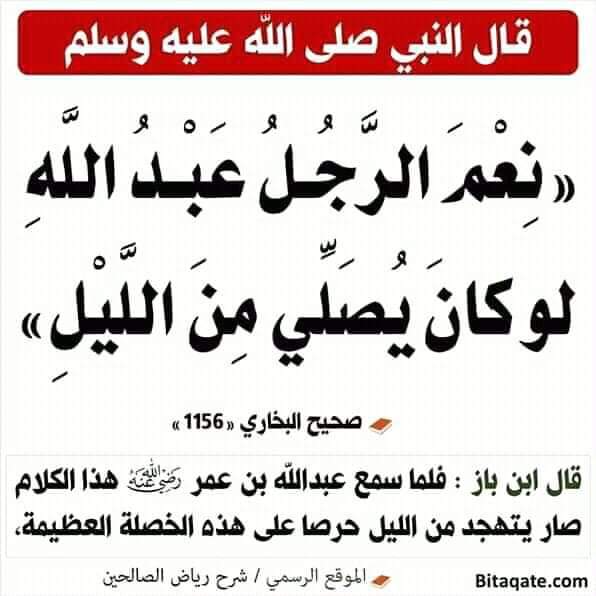 قال النبي صلى الله عليه وسلم
«نِعْمَ الرَّجُلُ عَبْدُ اللَّهِ
لو كانَ يُصَلِّي مِنَ اللَّيْلِ»
صحيح البخاري «1156»
قال ابن باز : فلما سمع عبدالله بن عمر رَضِيَ اللهُ عَنْهُ هذا الكلام
صار يتهجد من الليل حرصا على هذه الخصلة العظيمة،
الموقع الرسمي / شرح رياض الصالحين
Bitaqate.com